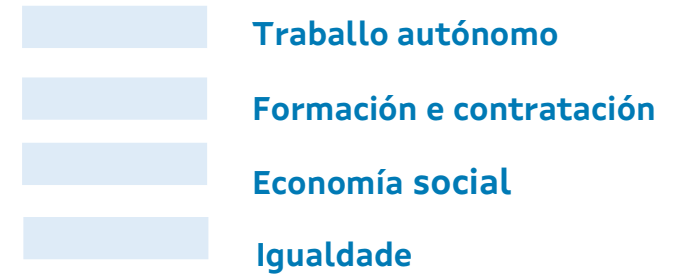 Traballo autónomo
Formación e contratación
Economía social
Igualdade